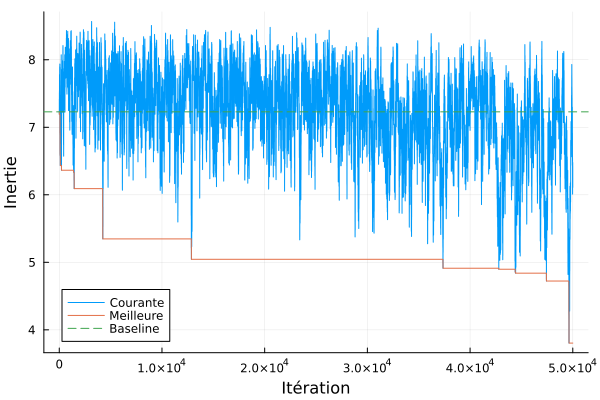 Inertie
8
7
6
5
4
Courante
Meilleure
Baseline
0 1.0×10⁴ 2.0×10⁴ 3.0×10⁴ 4.0×10⁴ 5.0×10⁴
Itération